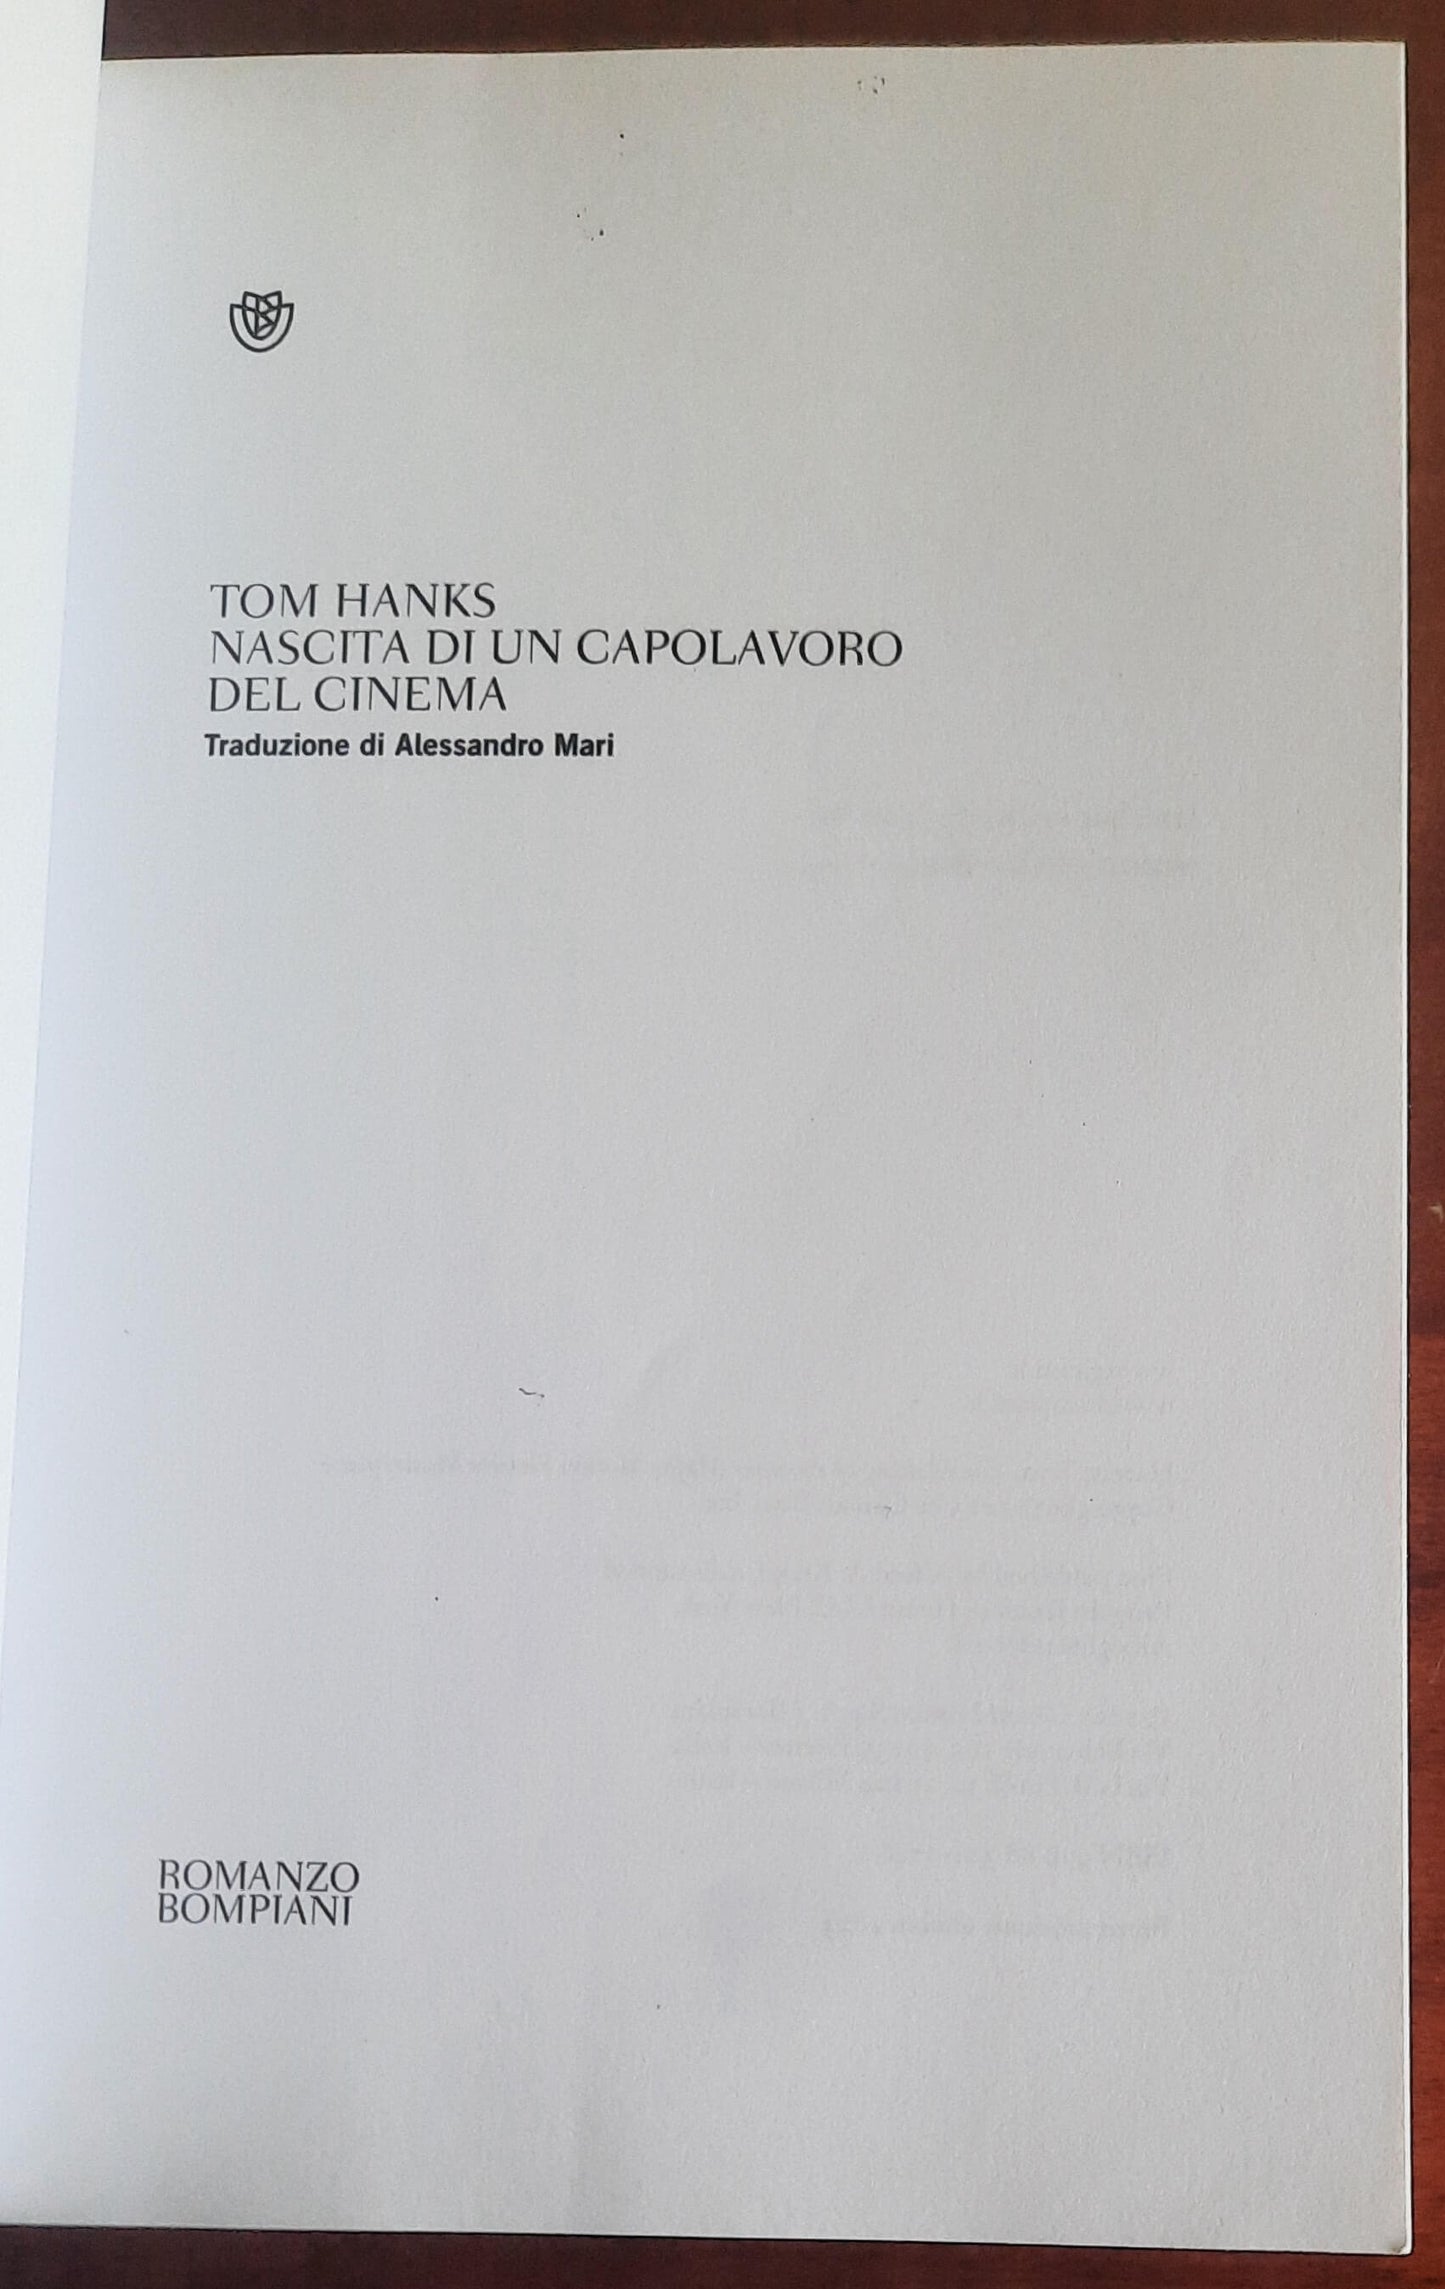 TOM HANKS
NASCITA DI UN CAPOLAVORO
DEL CINEMA
Traduzione di Alessandro Mari
ROMANZO
BOMPIANI